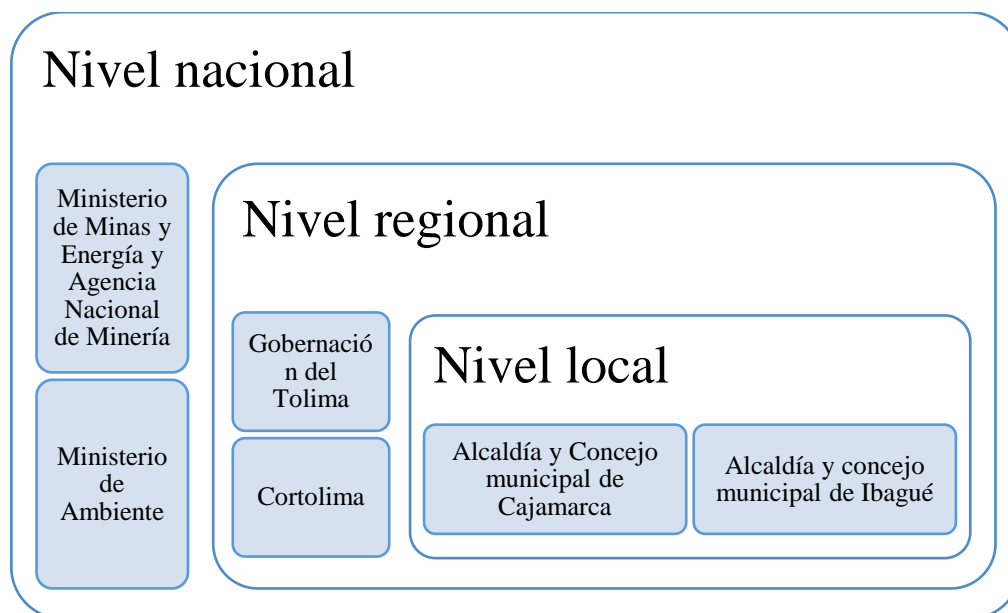 Nivel nacional
Ministerio
de Minas y
Energía y
Agencia
Nacional
de Minería
Ministerio
de
Ambiente
Nivel regional
Gobernació
n del
Tolima
Cortolima
Nivel local
Alcaldía y Concejo
municipal de
Cajamarca
Alcaldía y concejo
municipal de Ibagué